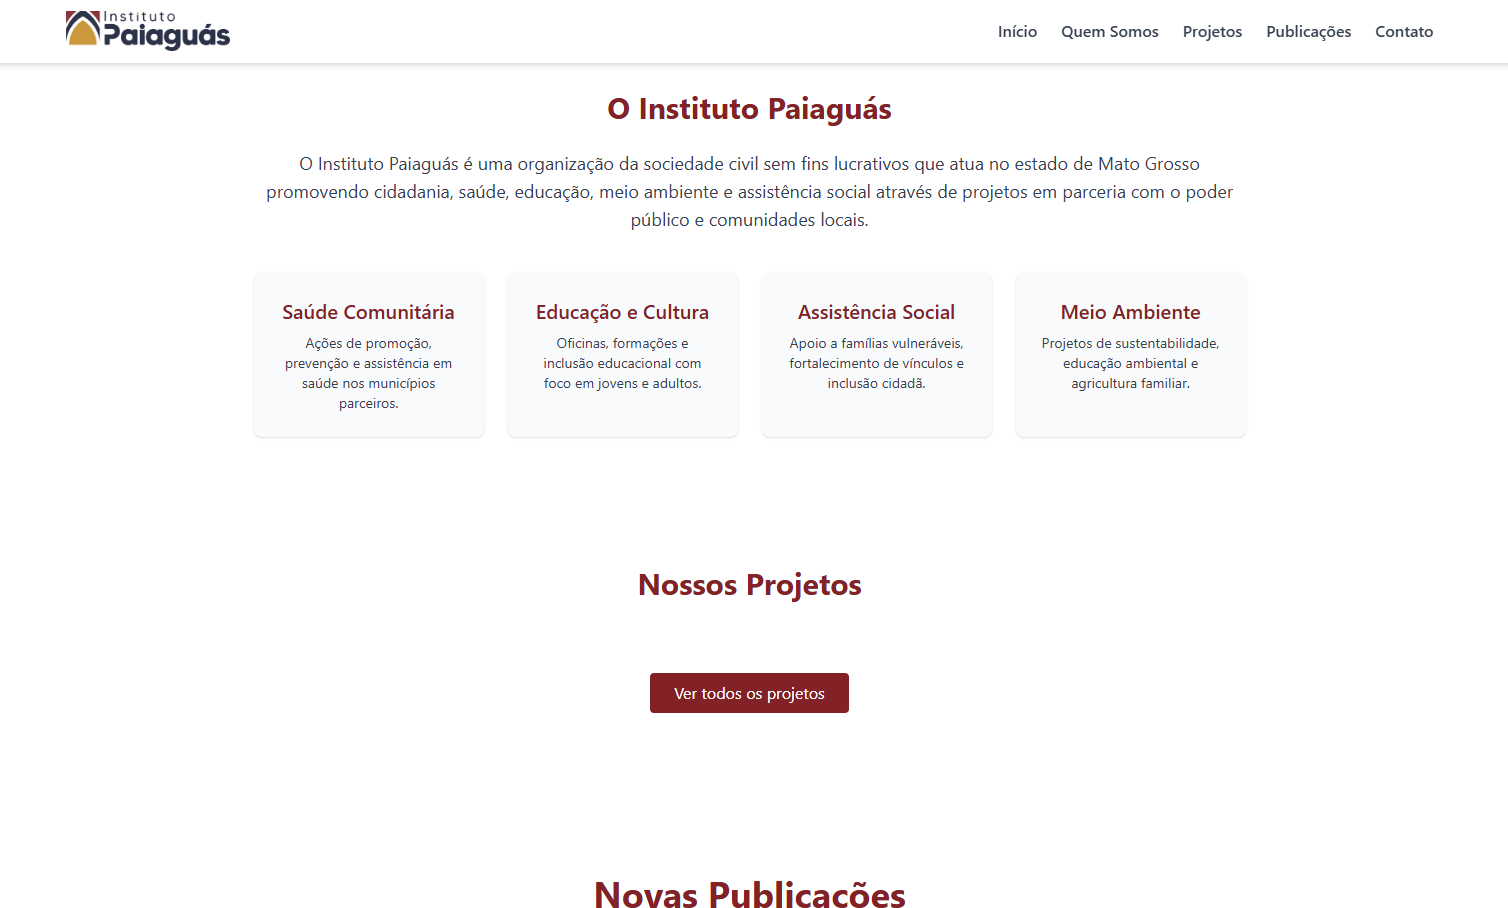 Instituto
Paiaguás
Início
Quem Somos
Projetos
Publicações
Contato
O Instituto Paiaguás
O Instituto Paiaguás é uma organização da sociedade civil sem fins lucrativos que atua no estado de Mato Grosso
promovendo cidadania, saúde, educação, meio ambiente e assistência social através de projetos em parceria com o poder
público e comunidades locais.
Saúde Comunitária
Ações de promoção,
prevenção e assistência em
saúde nos municípios
parceiros.
Educação e Cultura
Oficinas, formações e
inclusão educacional com
foco em jovens e adultos.
Assistência Social
Apoio a famílias vulneráveis,
fortalecimento de vínculos e
inclusão cidadã.
Meio Ambiente
Projetos de sustentabilidade,
educação ambiental e
agricultura familiar.
Nossos Projetos
Ver todos os projetos
Novas Publicações